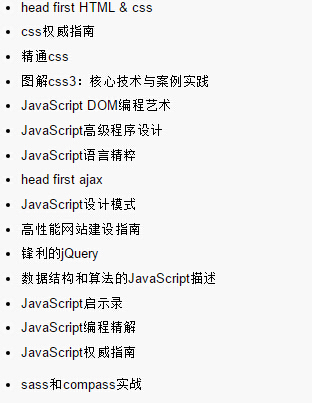 head first HTML & css
css权威指南
精通css
图解css3：核心技术与案例实践
JavaScript DOM编程艺术
JavaScript高级程序设计
JavaScript语言精粹
head first ajax
JavaScript设计模式
高性能网站建设指南
锋利的jQuery
数据结构和算法的JavaScript描述
JavaScript启示录
JavaScript编程精解
JavaScript权威指南
sass和compass实战